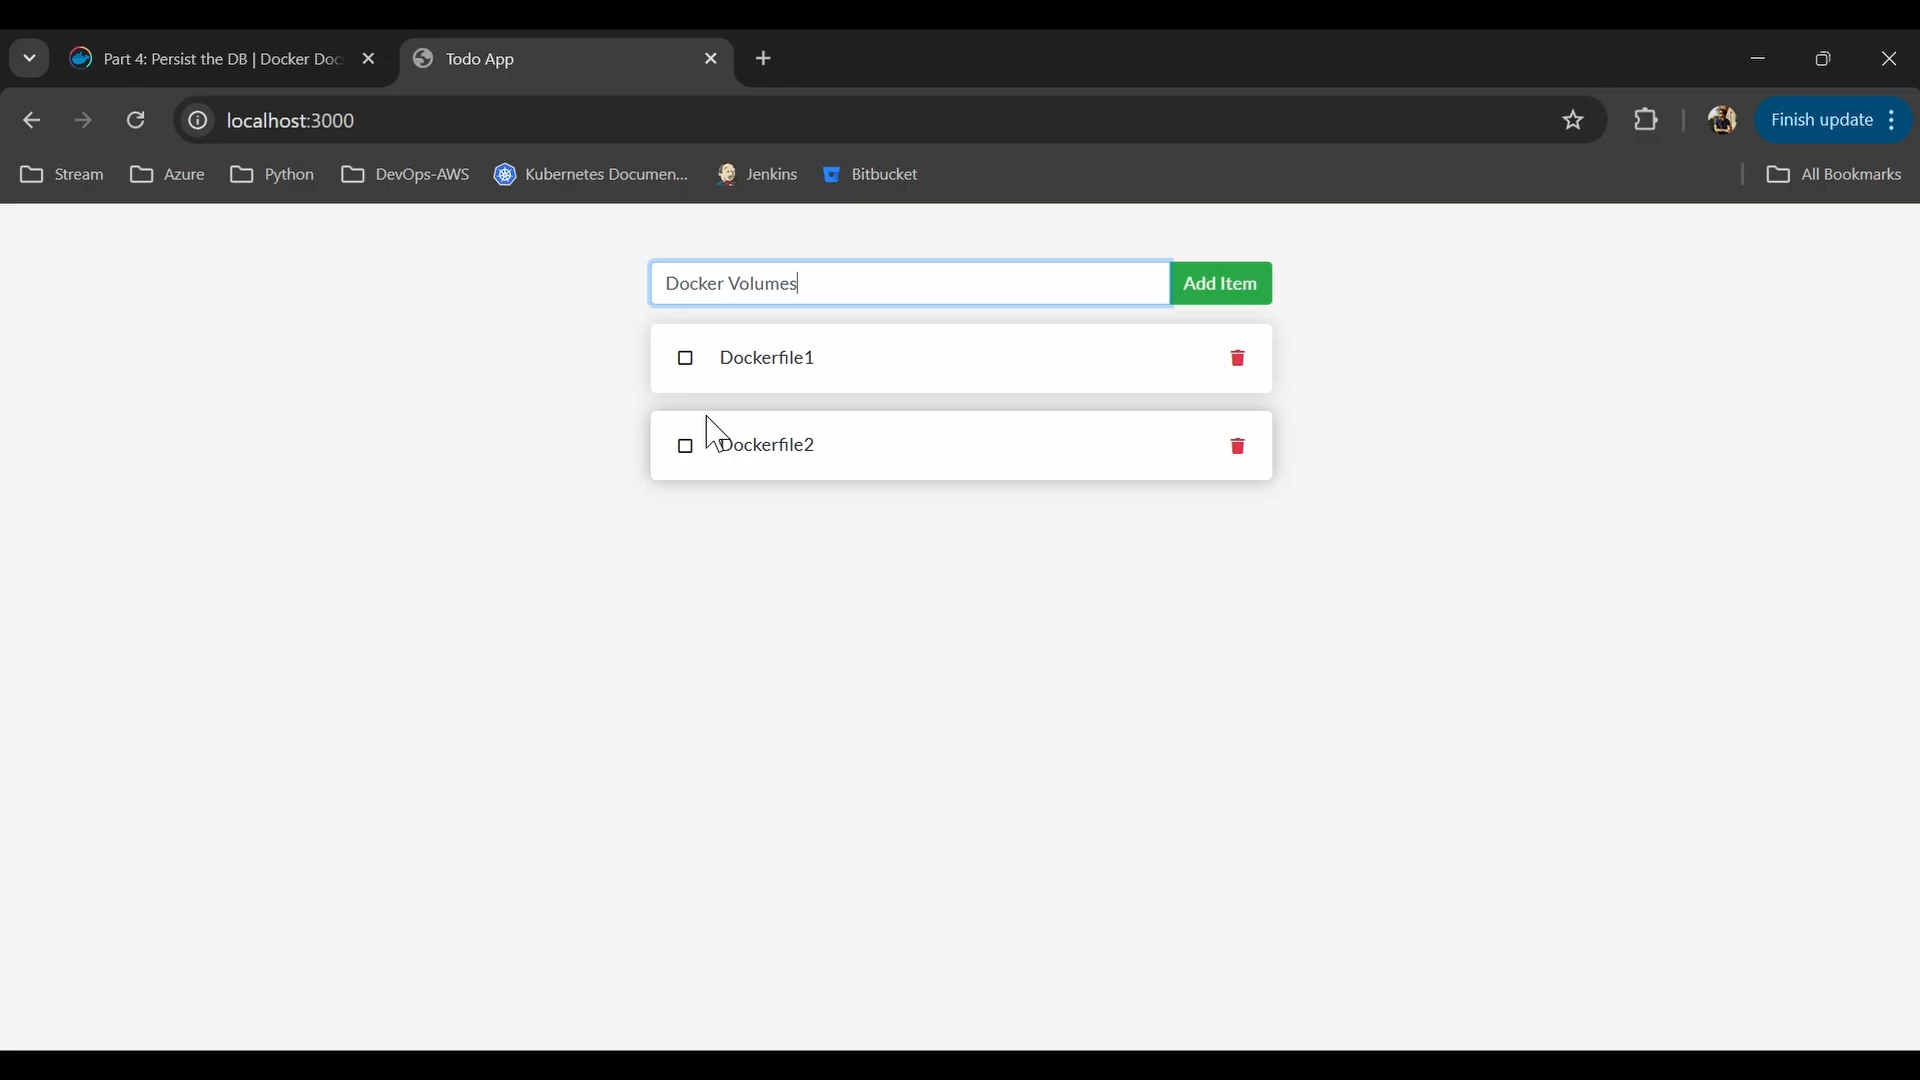 Part 4: Persist the DB | Docker Doc
Todo App
localhost:3000
Finish update
Stream
Azure
Python
DevOps-AWS
Kubernetes Documen...
Jenkins
Bitbucket
All Bookmarks
Docker Volumes
Add Item
Dockerfile1
Dockerfile2